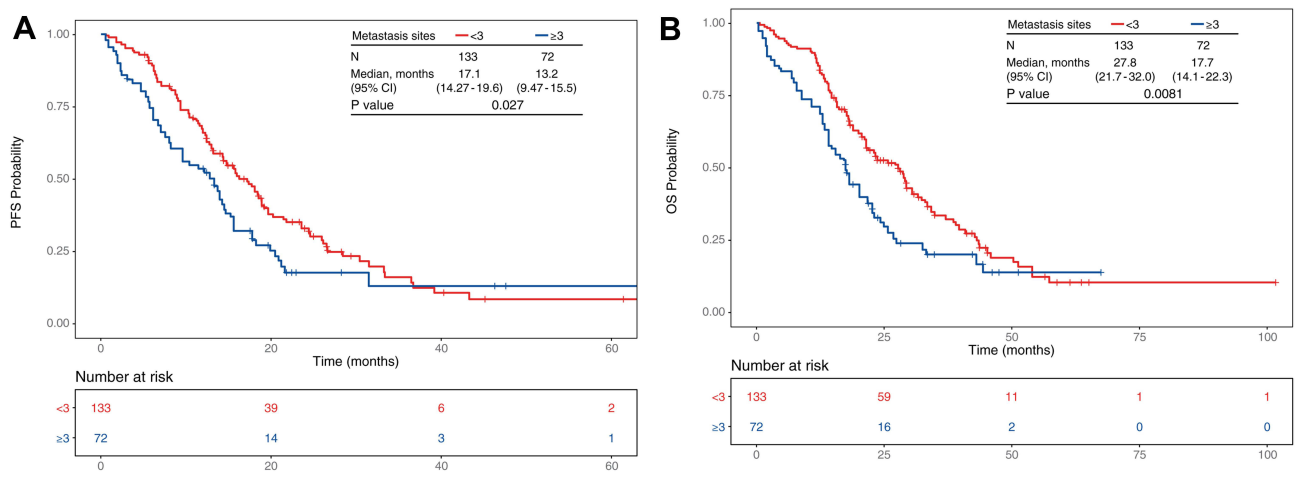 A
Metastasis sites <3 ≥3
N 133 72
Median, months 17.1 13.2
(95% CI) (14.27-19.6) (9.47-15.5)
P value 0.027
PFS Probability
1.00
0.75
0.50
0.25
0.00
0 20 40 60
Time (months)
Number at risk
<3 133 39 6 2
≥3 72 14 3 1
0 20 40 60
B
Metastasis sites <3 ≥3
N 133 72
Median, months 27.8 17.7
(95% CI) (21.7-32.0) (14.1-22.3)
P value 0.0081
OS Probability
1.00
0.75
0.50
0.25
0.00
0 25 50 75 100
Time (months)
Number at risk
<3 133 59 11 1 1
≥3 72 16 2 0 0
0 25 50 75 100